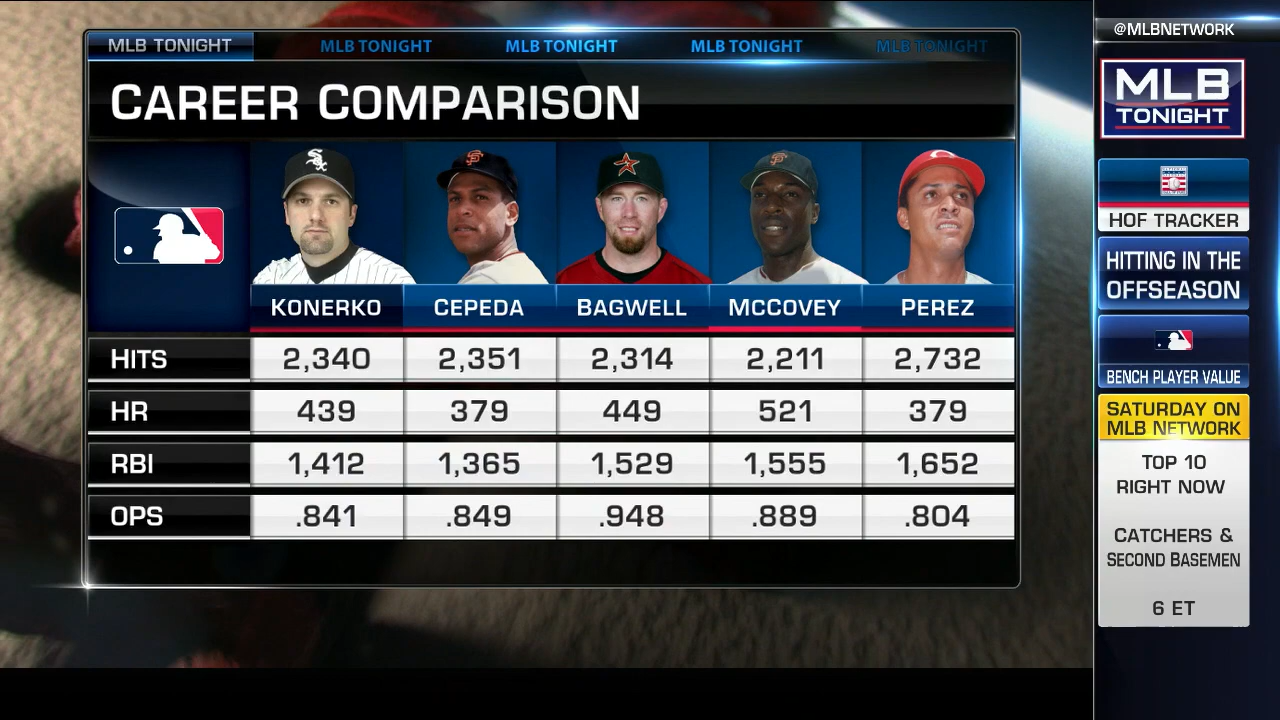 MLB TONIGHT MLB TONIGHT MLB TONIGHT MLB TONIGHT MLB TONIGHT
CAREER COMPARISON
KONERKO CEPEDA BAGWELL MCCOVEY PEREZ
HITS 2,340 2,351 2,314 2,211 2,732
HR 439 379 449 521 379
RBI 1,412 1,365 1,529 1,555 1,652
OPS .841 .849 .948 .889 .804
@MLBNETWORK
MLB
TONIGHT
HOF TRACKER
HITTING IN THE
OFFSEASON
BENCH PLAYER VALUE
SATURDAY ON
MLB NETWORK
TOP 10
RIGHT NOW
CATCHERS &
SECOND BASEMEN
6 ET